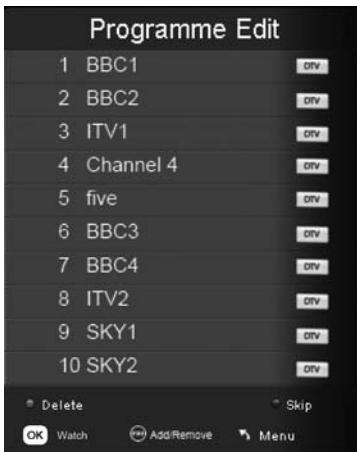 Programme Edit
1 BBC1 DTV
2 BBC2 DTV
3 ITV1 DTV
4 Channel 4 DTV
5 five DTV
6 BBC3 DTV
7 BBC4 DTV
8 ITV2 DTV
9 SKY1 DTV
10 SKY2 DTV
Delete Skip
OK Watch Add/Remove Menu